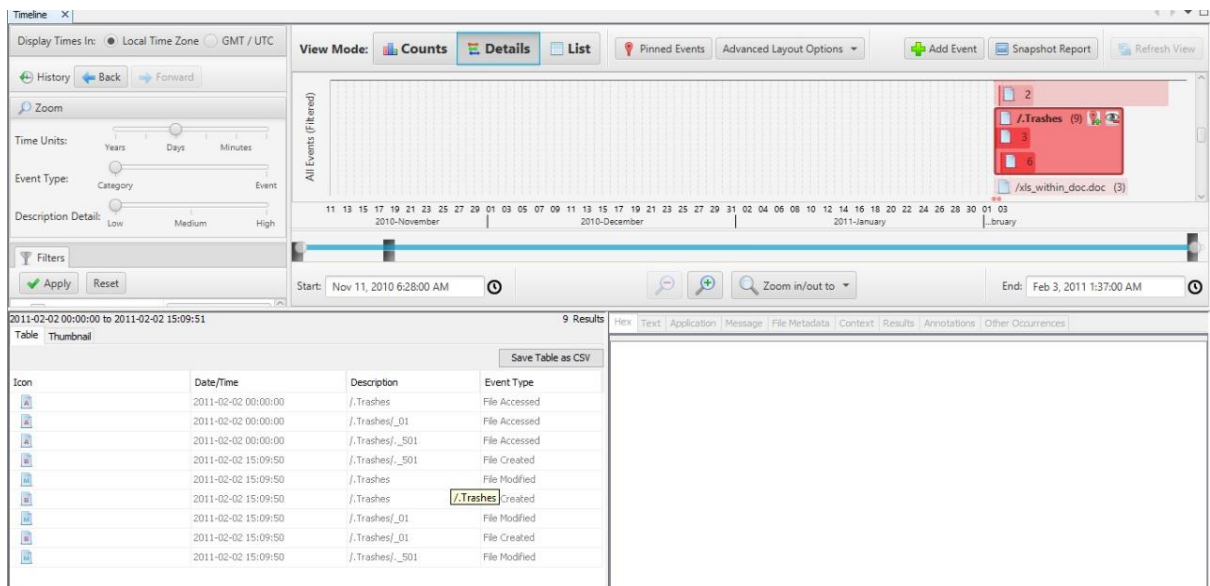 Timeline X
Display Times In: Local Time Zone GMT / UTC
History Back Forward
Zoom
Time Units:
Years Days Minutes
Event Type:
Category Event
Description Detail:
Low Medium High
Filters
Apply Reset
View Mode: Counts Details List Pinned Events Advanced Layout Options Add Event Snapshot Report Refresh View
All Events (Filtered)
2
/.Trashes (9)
3
6
/xls_within_doc.doc (3)
11 13 15 17 19 21 23 25 27 29 01 03 05 07 09 11 13 15 17 19 21 23 25 27 29 31 02 04 06 08 10 12 14 16 18 20 22 24 26 28 30 01 03
2010-November 2010-December 2011-January ...bruary
Start: Nov 11, 2010 6:28:00 AM Zoom in/out to End: Feb 3, 2011 1:37:00 AM
2011-02-02 00:00:00 to 2011-02-02 15:09:51 9 Results
Table Thumbnail
Save Table as CSV
Icon Date/Time Description Event Type
2011-02-02 00:00:00 /.Trashes File Accessed
2011-02-02 00:00:00 /.Trashes/_01 File Accessed
2011-02-02 00:00:00 /.Trashes/._501 File Accessed
2011-02-02 15:09:50 /.Trashes/._501 File Created
2011-02-02 15:09:50 /.Trashes File Modified
2011-02-02 15:09:50 /.Trashes /.Trashes Created
2011-02-02 15:09:50 /.Trashes/_01 File Modified
2011-02-02 15:09:50 /.Trashes/_01 File Created
2011-02-02 15:09:50 /.Trashes/._501 File Modified
Hex Text Application Message File Metadata Context Results Annotations Other Occurrences